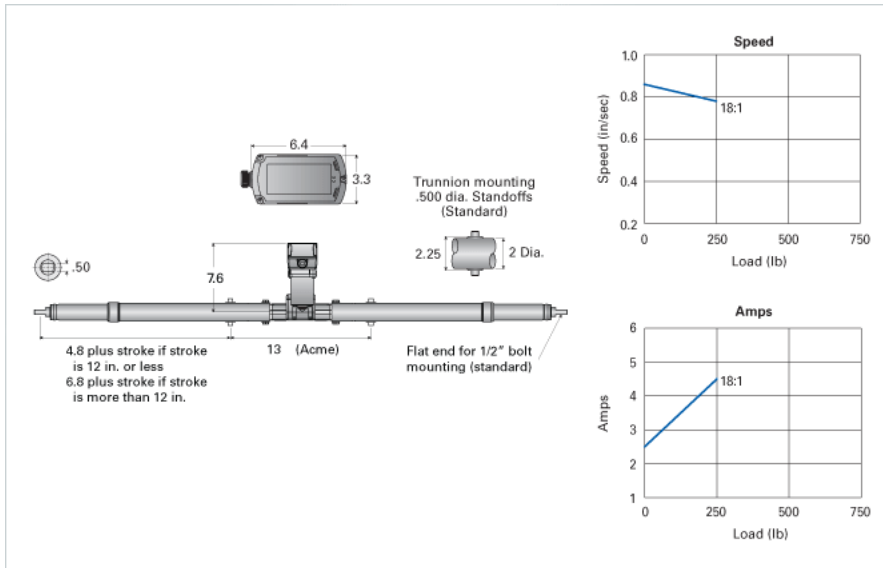 6.4
3.3
Trunnion mounting
.500 dia. Standoffs
(Standard)
2.25
2 Dia.
.50
7.6
4.8 plus stroke if stroke
is 12 in. or less
6.8 plus stroke if stroke
is more than 12 in.
13 (Acme)
Flat end for 1/2" bolt
mounting (standard)
Speed
Speed (in/sec)
1.0
0.8
0.6
0.4
0.2
18:1
0 250 500 750
Load (lb)
Amps
Amps
6
5
4
3
2
1
18:1
0 250 500 750
Load (lb)